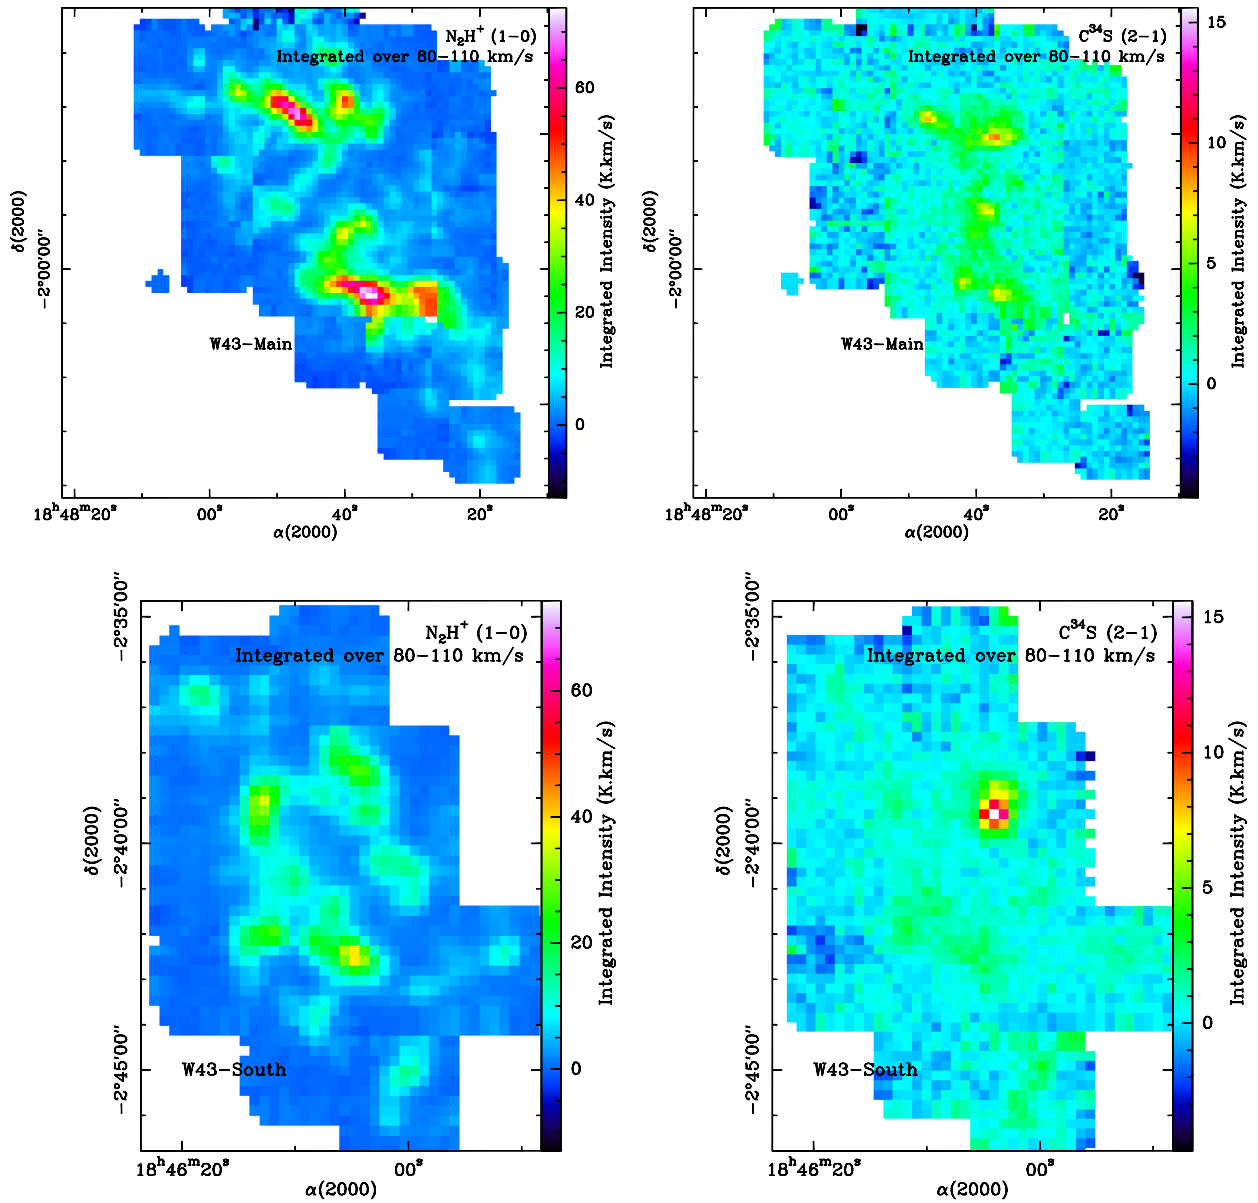 N₂H⁺ (1−0)
Integrated over 80−110 km/s
60
40
20
0
Integrated Intensity (K.km/s)
δ(2000)
−2°00′00″
W43−Main
18ʰ48ᵐ20ˢ
00ˢ
40ˢ
20ˢ
α(2000)
C³⁴S (2−1)
Integrated over 80−110 km/s
15
10
5
0
Integrated Intensity (K.km/s)
δ(2000)
−2°00′00″
W43−Main
18ʰ48ᵐ20ˢ
00ˢ
40ˢ
20ˢ
α(2000)
N₂H⁺ (1−0)
Integrated over 80−110 km/s
60
40
20
0
Integrated Intensity (K.km/s)
−2°35′00″
−2°40′00″
−2°45′00″
δ(2000)
W43−South
18ʰ46ᵐ20ˢ
00ˢ
α(2000)
C³⁴S (2−1)
Integrated over 80−110 km/s
15
10
5
0
Integrated Intensity (K.km/s)
−2°35′00″
−2°40′00″
−2°45′00″
δ(2000)
W43−South
18ʰ46ᵐ20ˢ
00ˢ
α(2000)